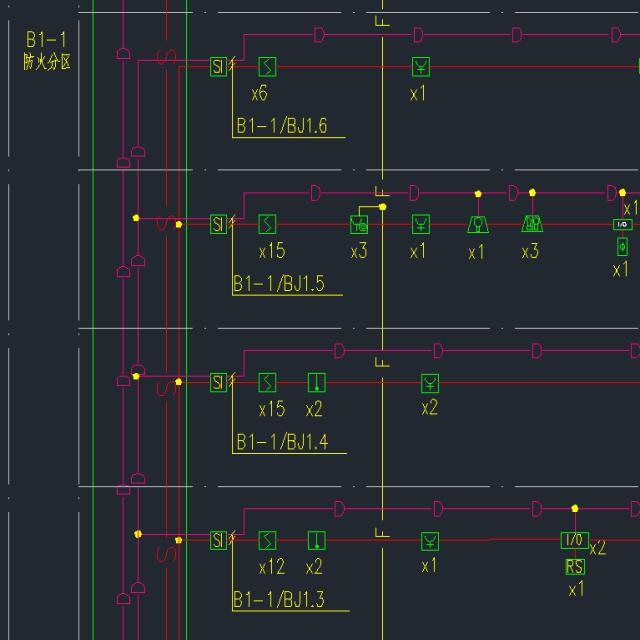 B1-1
防火分区
D
D
D
D
F
S
SI
x6
x1
B1-1/BJ1.6
D
D
D
D
F
S
SI
x15
x3
x1
x1
x3
x1
I/O
x1
B1-1/BJ1.5
D
D
D
D
F
S
SI
x15
x2
x2
B1-1/BJ1.4
D
D
D
D
F
S
SI
x12
x2
x1
I/O
x2
RS
x1
B1-1/BJ1.3